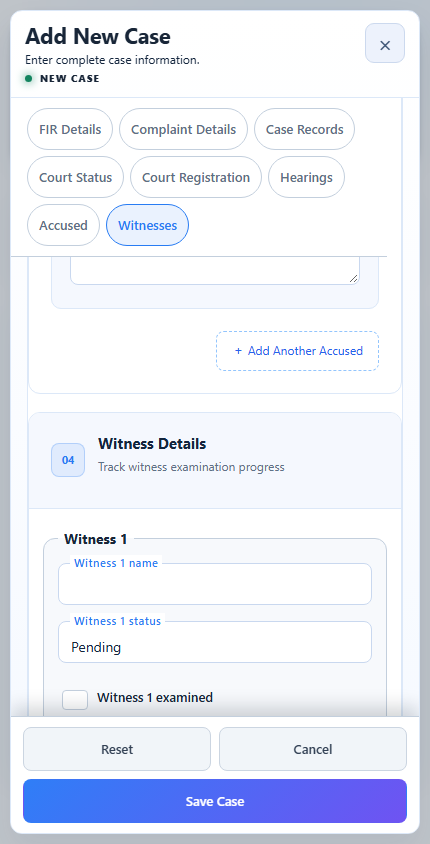 Add New Case
Enter complete case information.
NEW CASE
×
FIR Details
Complaint Details
Case Records
Court Status
Court Registration
Hearings
Accused
Witnesses
+ Add Another Accused
04
Witness Details
Track witness examination progress
Witness 1
Witness 1 name
Witness 1 status
Pending
Witness 1 examined
Reset
Cancel
Save Case